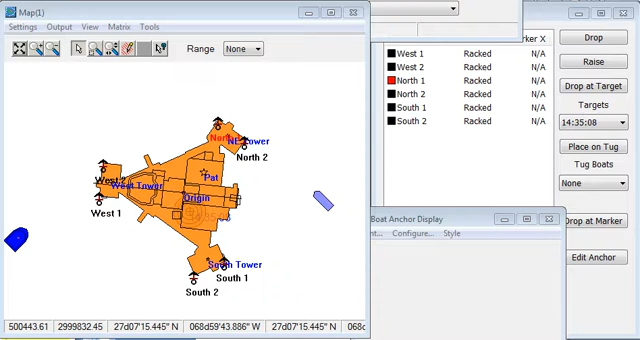 Map(1)
Settings Output View Matrix Tools
Range None
North
NE Tower
North 2
West 2
West Tower
Pat
Origin
West 1
South Tower
South 1
South 2
500443.61 2999832.45 27d07'15.445" N 068d59'43.886" W 27d07'15.445" N 068d
rker X
West 1 Racked N/A
West 2 Racked N/A
North 1 Racked N/A
North 2 Racked N/A
South 1 Racked N/A
South 2 Racked N/A
Boat Anchor Display
nt... Configure... Style
Drop
Raise
Drop at Target
Targets
14:35:08
Place on Tug
Tug Boats
None
Drop at Marker
Edit Anchor